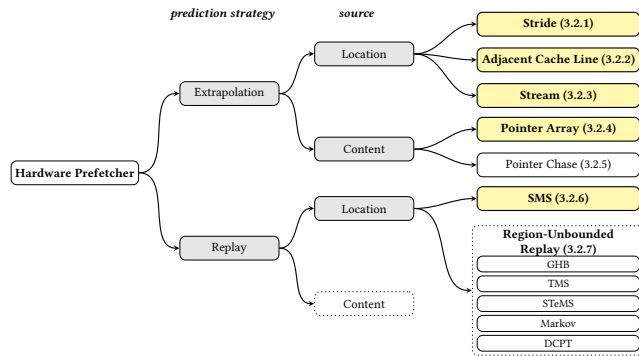 prediction strategy
source
Stride (3.2.1)
Location
Adjacent Cache Line (3.2.2)
Extrapolation
Stream (3.2.3)
Pointer Array (3.2.4)
Content
Pointer Chase (3.2.5)
Hardware Prefetcher
SMS (3.2.6)
Location
Region-Unbounded
Replay (3.2.7)
Replay
GHB
TMS
Content
STeMS
Markov
DCPT